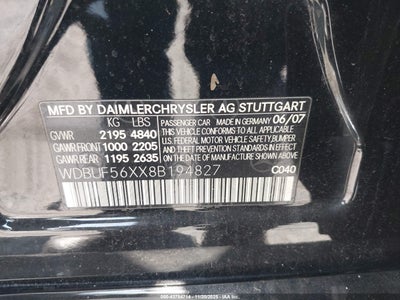 MFD BY DAIMLERCHRYSLER AG STUTTGART
KG LBS
GVWR 2195 4840
GAWR FRONT 1000 2205
GAWR REAR 1195 2635
PASSENGER CAR MADE IN GERMANY 06/07
THIS VEHICLE CONFORMS TO ALL APPLICABLE
U.S. FEDERAL MOTOR VEHICLE SAFETY, BUMPER
AND THEFT PREVENTION STANDARDS IN EFFECT
ON THE DATE OF MANUFACTURE SHOWN ABOVE
WDBUF56XX8B194827
C040